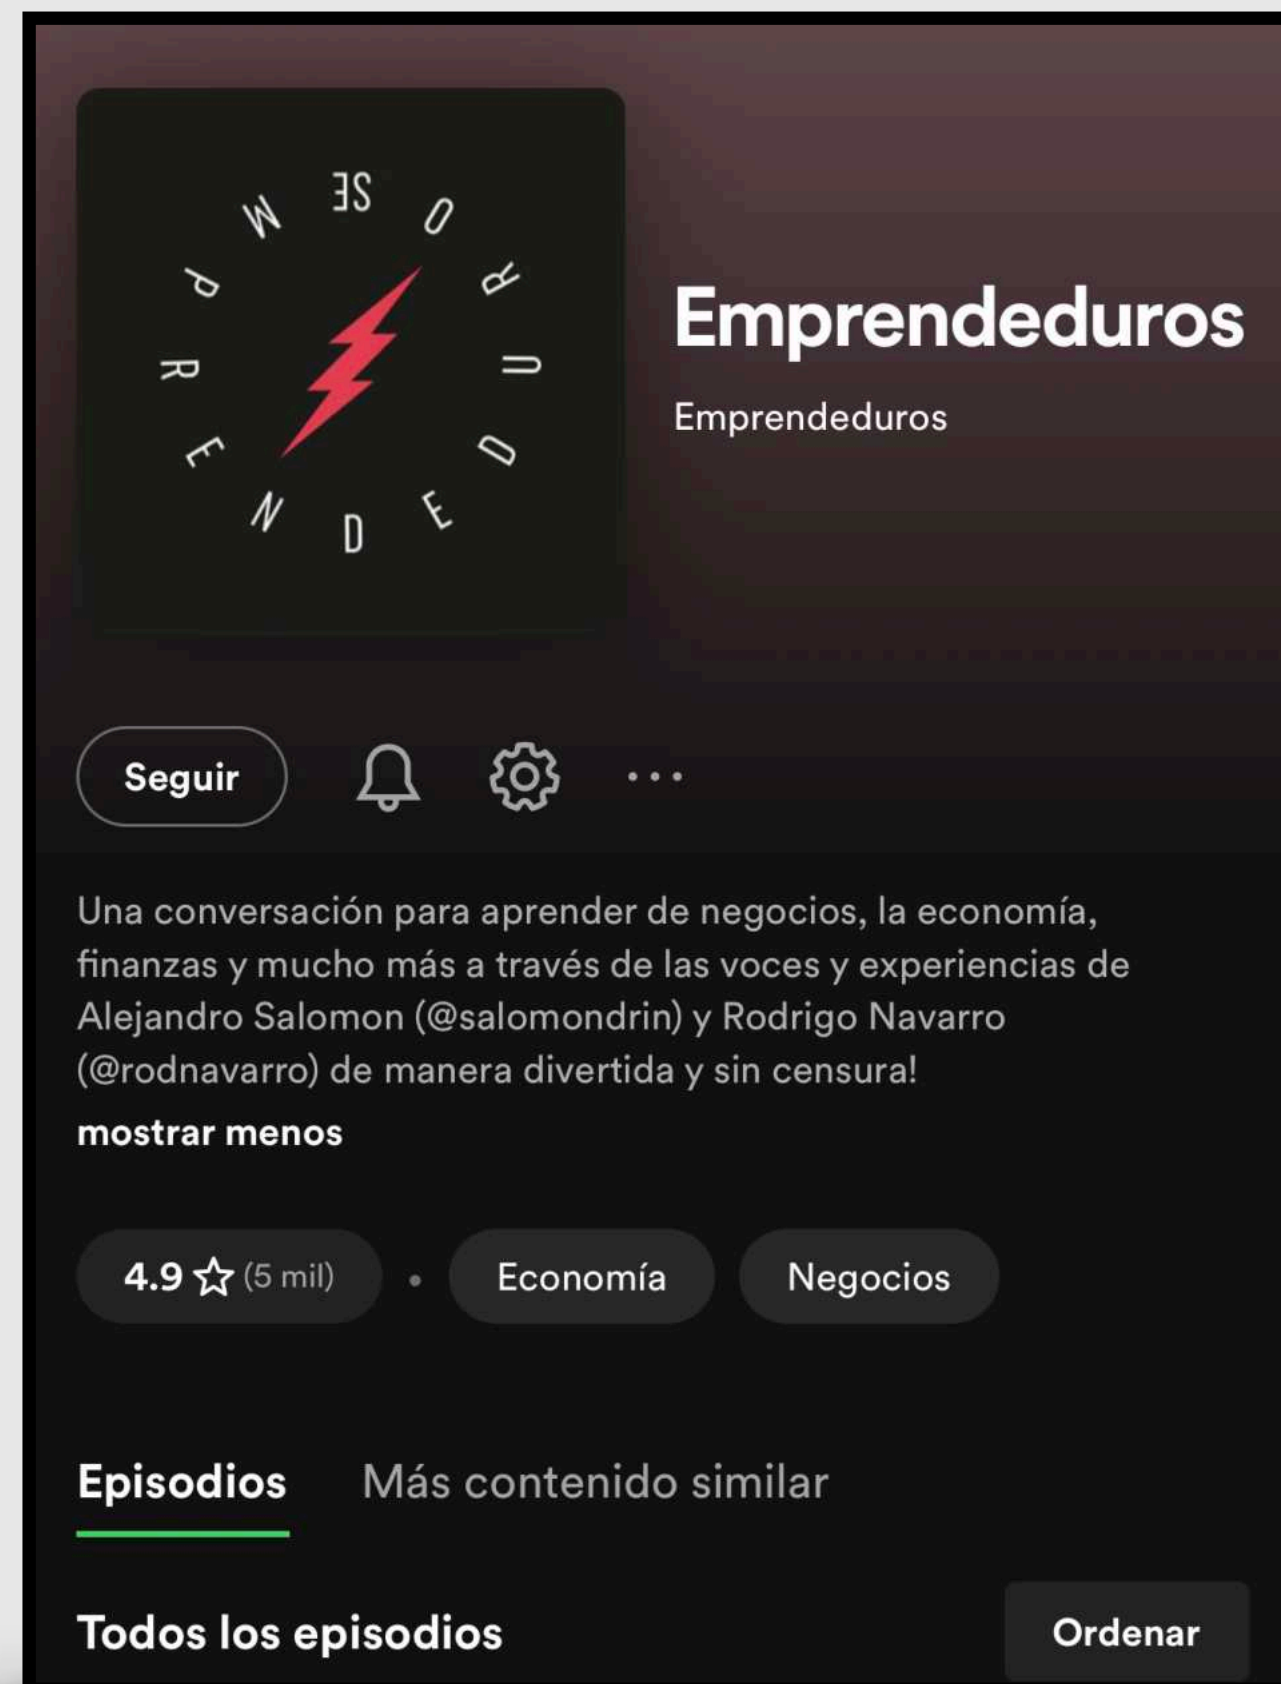 EMPRENDEDUROS
Emprendeduros
Emprendeduros
Seguir
Una conversación para aprender de negocios, la economía,
finanzas y mucho más a través de las voces y experiencias de
Alejandro Salomon (@salomondrin) y Rodrigo Navarro
(@rodnavarro) de manera divertida y sin censura!
mostrar menos
4.9 ☆ (5 mil) • Economía Negocios
Episodios Más contenido similar
Todos los episodios Ordenar